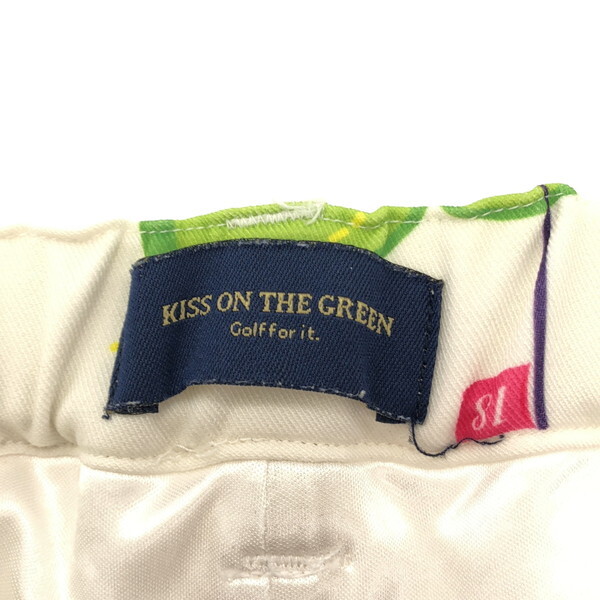 KISS ON THE GREEN
Golf for it.
18